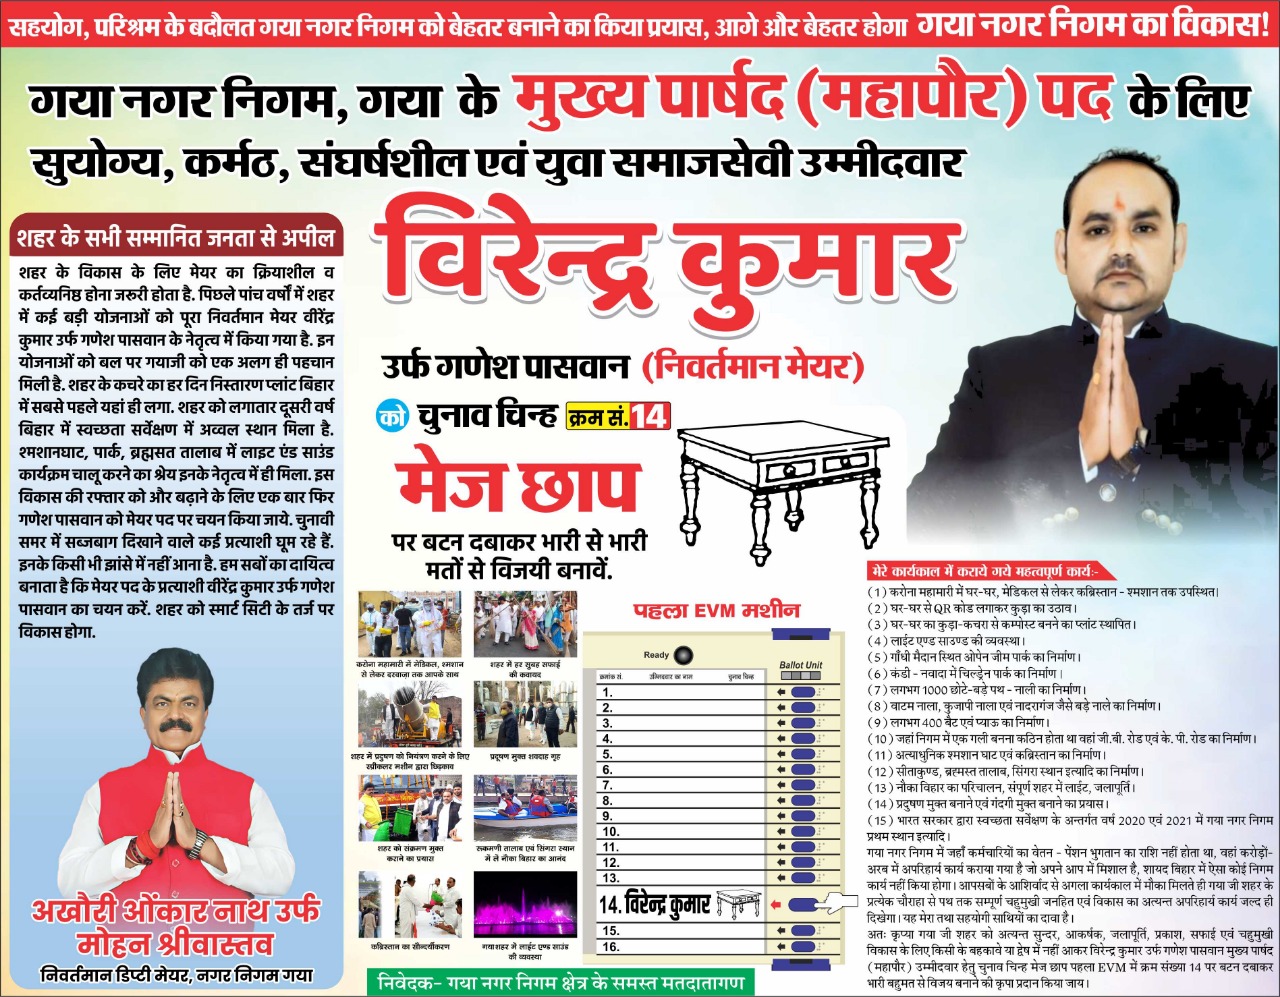 सहयोग, परिश्रम के बदौलत गया नगर निगम को बेहतर बनाने का किया प्रयास, आगे और बेहतर होगा गया नगर निगम का विकास!
गया नगर निगम, गया के मुख्य पार्षद (महापौर) पद के लिए
सुयोग्य, कर्मठ, संघर्षशील एवं युवा समाजसेवी उम्मीदवार
विरेन्द्र कुमार
उर्फ गणेश पासवान (निवर्तमान मेयर)
को चुनाव चिन्ह क्रम सं. 14
मेज छाप
पर बटन दबाकर भारी से भारी
मतों से विजयी बनावें.
शहर के सभी सम्मानित जनता से अपील
शहर के विकास के लिए मेयर का क्रियाशील व
कर्तव्यनिष्ठ होना जरूरी होता है. पिछले पांच वर्षों में शहर
में कई बड़ी योजनाओं को पूरा निवर्तमान मेयर वीरेंद्र
कुमार उर्फ गणेश पासवान के नेतृत्व में किया गया है. इन
योजनाओं को बल पर गयाजी को एक अलग ही पहचान
मिली है. शहर के कचरे का हर दिन निस्तारण प्लांट बिहार
में सबसे पहले यहां ही लगा. शहर को लगातार दूसरी वर्ष
बिहार में स्वच्छता सर्वेक्षण में अव्वल स्थान मिला है.
श्मशानघाट, पार्क, ब्रह्मसत तालाब में लाइट एंड साउंड
कार्यक्रम चालू करने का श्रेय इनके नेतृत्व में ही मिला. इस
विकास की रफ्तार को और बढ़ाने के लिए एक बार फिर
गणेश पासवान को मेयर पद पर चयन किया जाये. चुनावी
समर में सब्जबाग दिखाने वाले कई प्रत्याशी घूम रहे हैं.
इनके किसी भी झांसे में नहीं आना है. हम सबों का दायित्व
बनाता है कि मेयर पद के प्रत्याशी वीरेंद्र कुमार उर्फ गणेश
पासवान का चयन करें. शहर को स्मार्ट सिटी के तर्ज पर
विकास होगा.
अखौरी ओंकार नाथ उर्फ
मोहन श्रीवास्तव
निवर्तमान डिप्टी मेयर, नगर निगम गया
करोना महामारी में मेडिकल, श्मशान
से लेकर दरवाजा तक आपके साथ
शहर में हर सुबह सफाई
की कवायद
शहर में प्रदुषण को नियंत्रण करने के लिए
स्प्रींकलर मशीन द्वारा छिड़काव
प्रदूषण मुक्त शवदाह गृह
शहर को संक्रमण मुक्त
कराने का प्रयास
रूकमणी तालाब एवं सिंगरा स्थान
में ले नौका बिहार का आनंद
कब्रिस्तान का सौन्दर्यीकरण
गयाशहर में लाईट एण्ड साउंड
की व्यवस्था
पहला EVM मशीन
Ready
Ballot Unit
क्रमांक सं. उम्मिदवार का नाम चुनाव चिन्ह
1.
2.
3.
4.
5.
6.
7.
8.
9.
10.
11.
12.
13.
14. विरेन्द्र कुमार
15.
16.
निवेदक- गया नगर निगम क्षेत्र के समस्त मतदातागण
मेरे कार्यकाल में कराये गये महत्वपूर्ण कार्य:-
(1) करोना महामारी में घर-घर, मेडिकल से लेकर कब्रिस्तान - श्मशान तक उपस्थित।
(2) घर-घर से QR कोड लगाकर कुड़ा का उठाव।
(3) घर-घर का कुड़ा-कचरा से कम्पोस्ट बनने का प्लांट स्थापित।
(4) लाईट एण्ड साउण्ड की व्यवस्था।
(5) गाँधी मैदान स्थित ओपेन जीम पार्क का निर्माण।
(6) कंडी - नवादा में चिल्ड्रेन पार्क का निर्माण।
(7) लगभग 1000 छोटे-बड़े पथ - नाली का निर्माण।
(8) वाटम नाला, कुजापी नाला एवं नादरागंज जैसे बड़े नाले का निर्माण।
(9) लगभग 400 बैट एवं प्याऊ का निर्माण।
(10) जहां निगम में एक गली बनना कठिन होता था वहां जी.बी. रोड एवं के. पी. रोड का निर्माण।
(11) अत्याधुनिक श्मशान घाट एवं कब्रिस्तान का निर्माण।
(12) सीताकुण्ड, ब्रह्मस्त तालाब, सिंगरा स्थान इत्यादि का निर्माण।
(13) नौका विहार का परिचालन, संपूर्ण शहर में लाईट, जलापूर्ति।
(14) प्रदुषण मुक्त बनाने एवं गंदगी मुक्त बनाने का प्रयास।
(15) भारत सरकार द्वारा स्वच्छता सर्वेक्षण के अन्तर्गत वर्ष 2020 एवं 2021 में गया नगर निगम
प्रथम स्थान इत्यादि।
गया नगर निगम में जहाँ कर्मचारियों का वेतन - पेंशन भुगतान का राशि नहीं होता था, वहां करोड़ों-
अरब में अपरिहार्य कार्य कराया गया है जो अपने आप में मिशाल है, शायद बिहार में ऐसा कोई निगम
कार्य नहीं किया होगा। आपसबों के आशिर्वाद से अगला कार्यकाल में मौका मिलते ही गया जी शहर के
प्रत्येक चौराहा से पथ तक सम्पूर्ण चहुमुखी जनहित एवं विकास का अत्यन्त अपरिहार्य कार्य जल्द ही
दिखेगा। यह मेरा तथा सहयोगी साथियों का दावा है।
अतः कृप्या गया जी शहर को अत्यन्त सुन्दर, आकर्षक, जलापूर्ति, प्रकाश, सफाई एवं चहुमुखी
विकास के लिए किसी के बहकावे या द्वेष में नहीं आकर विरेन्द्र कुमार उर्फ गणेश पासवान मुख्य पार्षद
(महापौर) उम्मीदवार हेतु चुनाव चिन्ह मेज छाप पहला EVM में क्रम संख्या 14 पर बटन दबाकर
भारी बहुमत से विजय बनाने की कृपा प्रदान किया जाय।